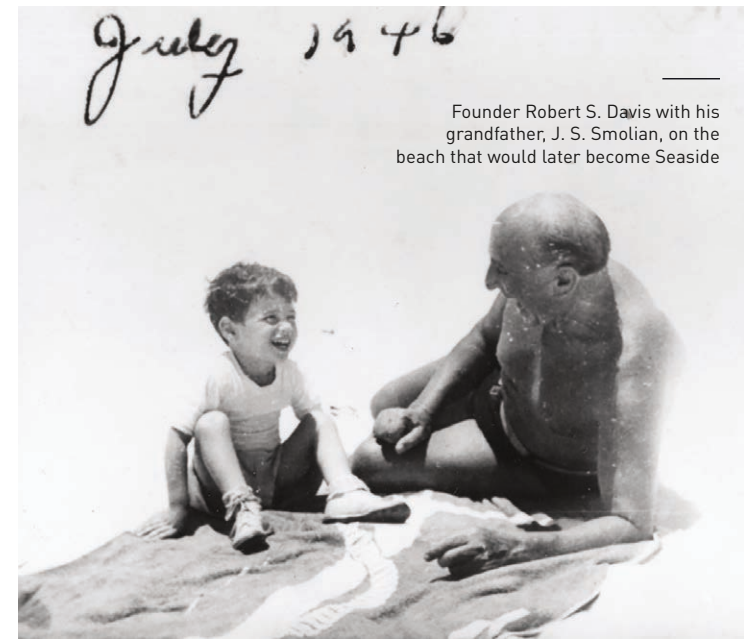 July 1946
Founder Robert S. Davis with his
grandfather, J. S. Smolian, on the
beach that would later become Seaside